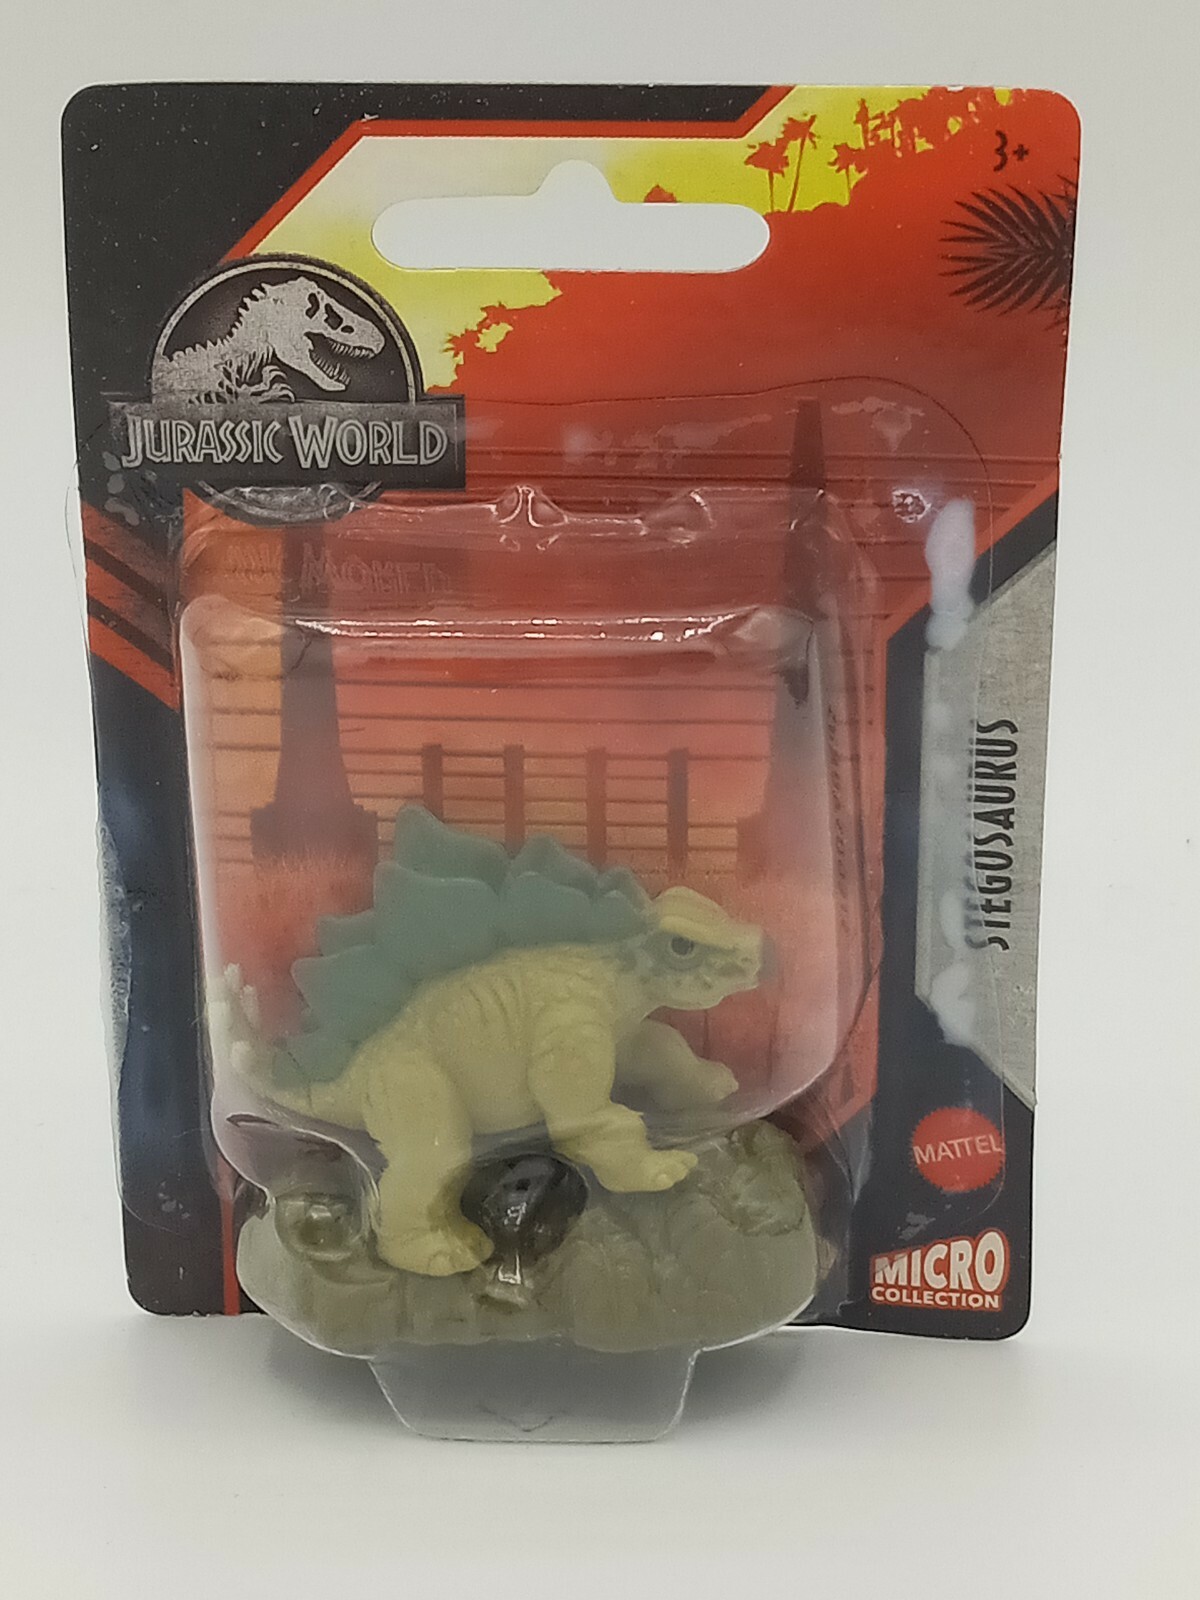 3+
JURASSIC WORLD
STEGOSAURUS
MATTEL
MICRO
COLLECTION